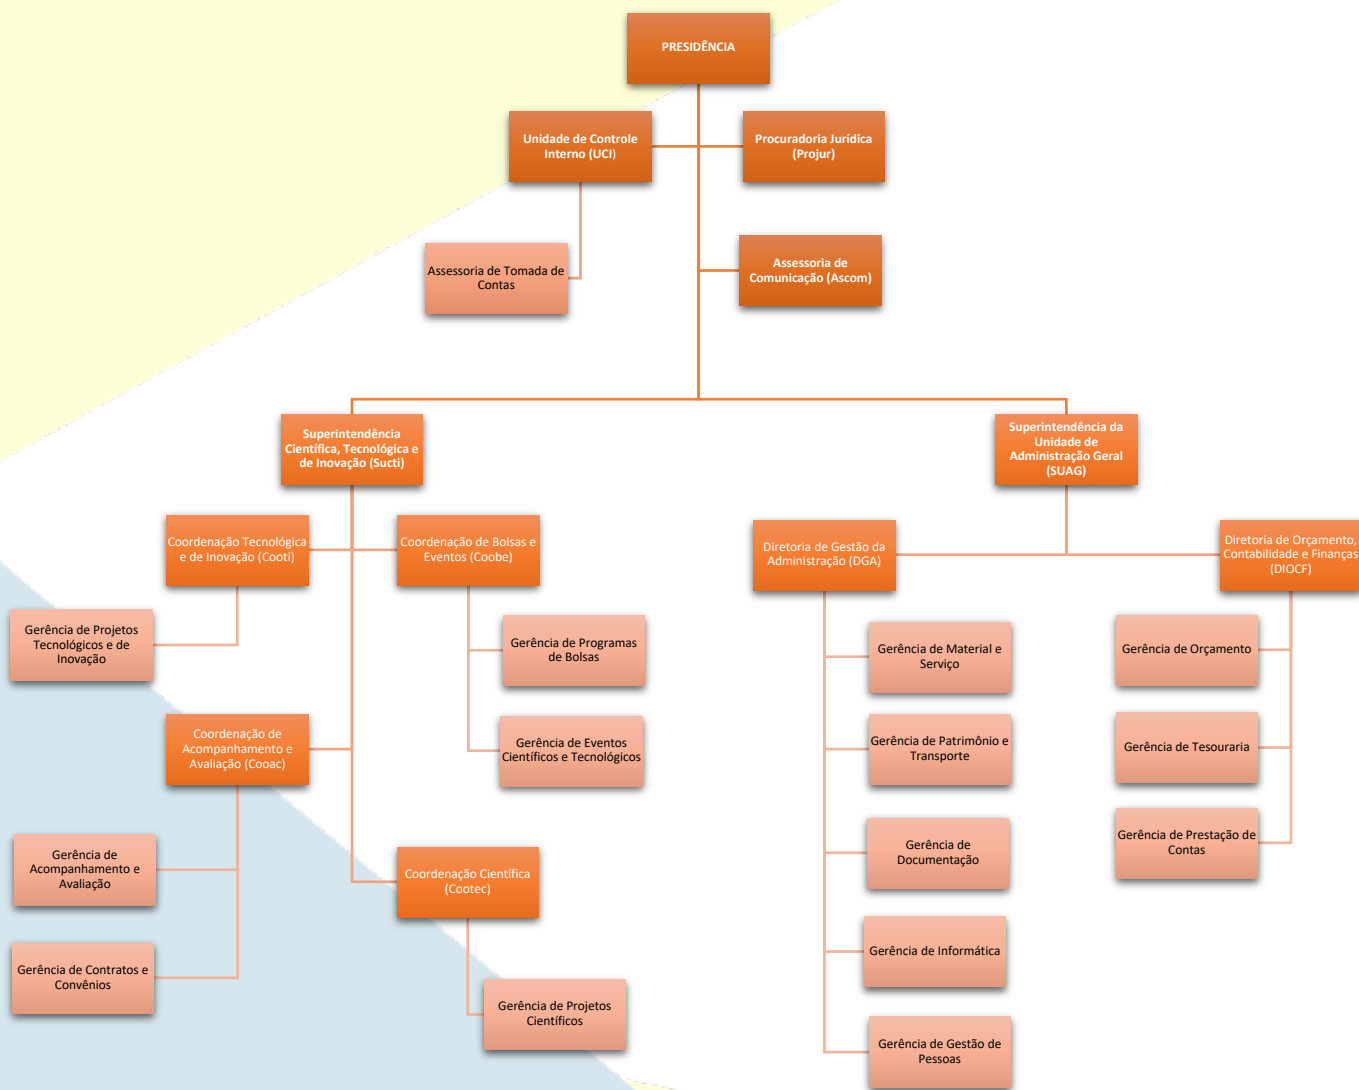 PRESIDÊNCIA
Unidade de Controle
Interno (UCI)
Procuradoria Jurídica
(Projur)
Assessoria de Tomada de
Contas
Assessoria de
Comunicação (Ascom)
Superintendência
Científica, Tecnológica e
de Inovação (Sucti)
Superintendência da
Unidade de
Administração Geral
(SUAG)
Coordenação Tecnológica
e de Inovação (Cooti)
Coordenação de Bolsas e
Eventos (Coobe)
Diretoria de Gestão da
Administração (DGA)
Diretoria de Orçamento,
Contabilidade e Finanças
(DIOCF)
Gerência de Projetos
Tecnológicos e de
Inovação
Gerência de Programas
de Bolsas
Gerência de Material e
Serviço
Gerência de Orçamento
Coordenação de
Acompanhamento e
Avaliação (Cooac)
Gerência de Eventos
Científicos e Tecnológicos
Gerência de Patrimônio e
Transporte
Gerência de Tesouraria
Gerência de
Acompanhamento e
Avaliação
Coordenação Científica
(Cootec)
Gerência de
Documentação
Gerência de Prestação de
Contas
Gerência de Contratos e
Convênios
Gerência de Informática
Gerência de Projetos
Científicos
Gerência de Gestão de
Pessoas